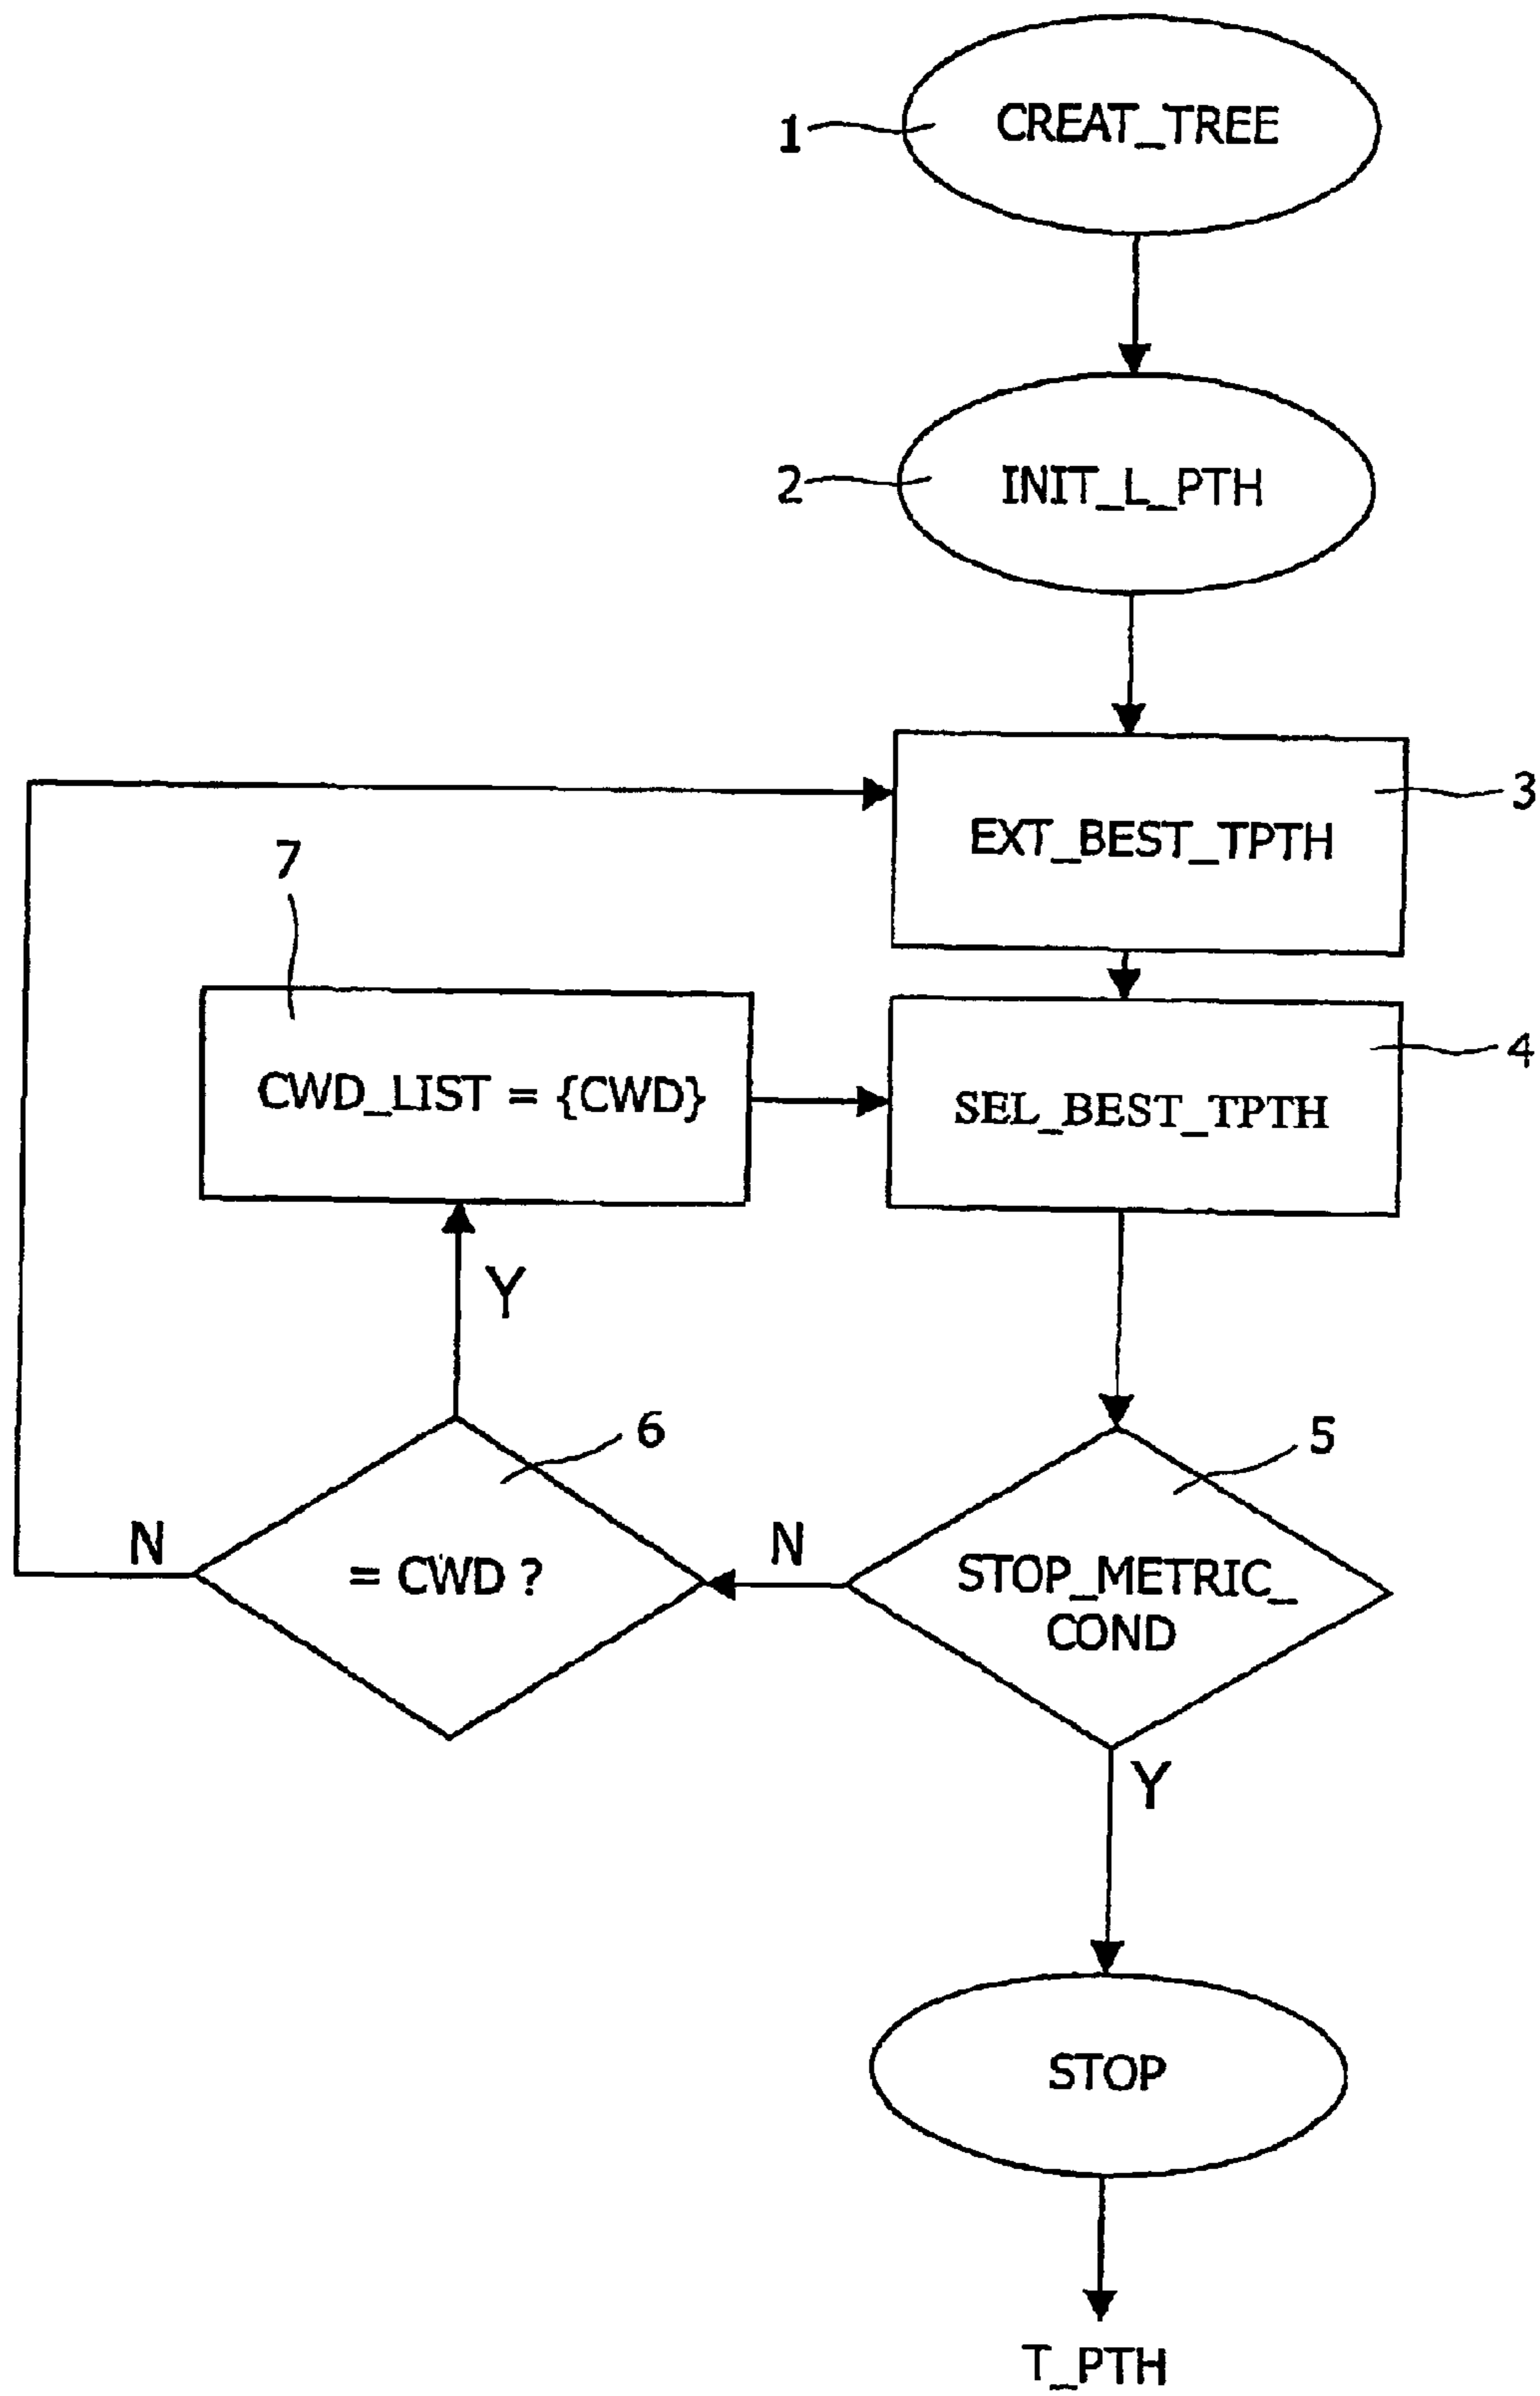 1
CREAT_TREE
2
INIT_L_PTH
3
EXT_BEST_TPTH
7
4
CWD_LIST = {CWD}
SEL_BEST_TPTH
Y
6
5
N
= CWD ?
N
STOP_METRIC_
COND
Y
STOP
T_PTH